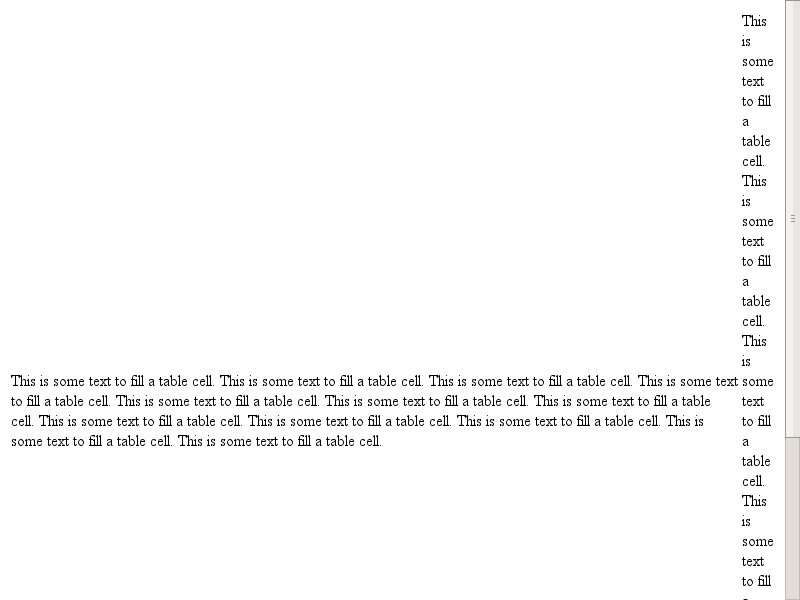 This is some text to fill a table cell. This is some text to fill a table cell. This is some text to fill a table cell. This is some text
to fill a table cell. This is some text to fill a table cell. This is some text to fill a table cell. This is some text to fill a table
cell. This is some text to fill a table cell. This is some text to fill a table cell. This is some text to fill a table cell. This is
some text to fill a table cell. This is some text to fill a table cell.
This
is
some
text
to fill
a
table
cell.
This
is
some
text
to fill
a
table
cell.
This
is
some
text
to fill
a
table
cell.
This
is
some
text
to fill